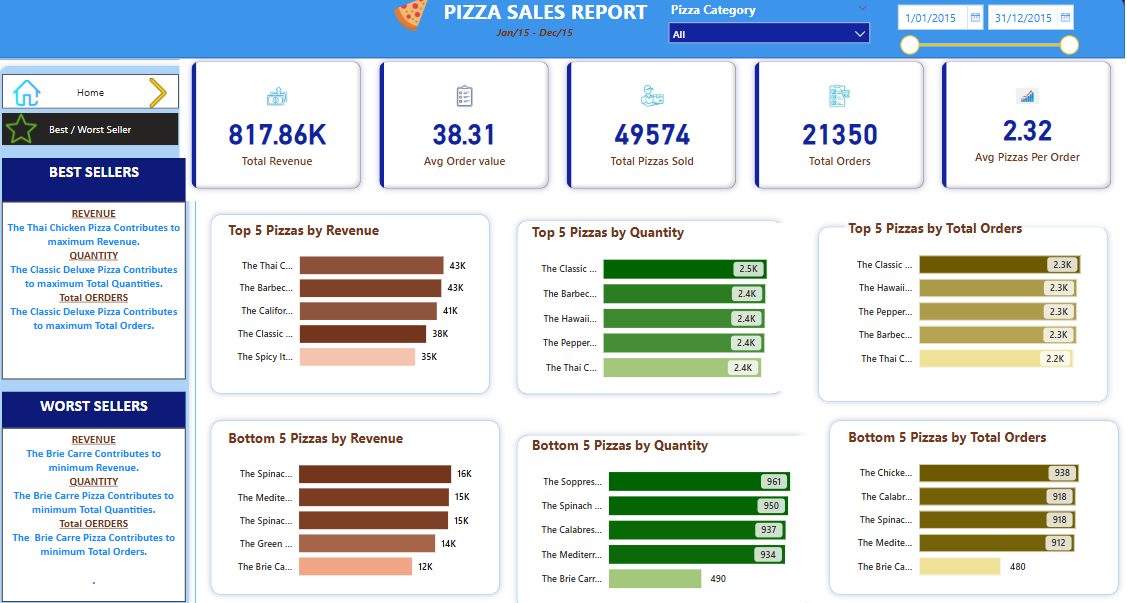 PIZZA SALES REPORT
Jan/15 - Dec/15
Pizza Category
All
1/01/2015
31/12/2015
Home
Best / Worst Seller
817.86K
Total Revenue
38.31
Avg Order value
49574
Total Pizzas Sold
21350
Total Orders
2.32
Avg Pizzas Per Order
BEST SELLERS
REVENUE
The Thai Chicken Pizza Contributes to
maximum Revenue.
QUANTITY
The Classic Deluxe Pizza Contributes
to maximum Total Quantities.
Total OERDERS
The Classic Deluxe Pizza Contributes
to maximum Total Orders.
WORST SELLERS
REVENUE
The Brie Carre Contributes to
minimum Revenue.
QUANTITY
The Brie Carre Pizza Contributes to
minimum Total Quantities.
Total OERDERS
The Brie Carre Pizza Contributes to
minimum Total Orders.
.
Top 5 Pizzas by Revenue
The Thai C... 43K
The Barbec... 43K
The Califor... 41K
The Classic ... 38K
The Spicy It... 35K
Top 5 Pizzas by Quantity
The Classic ... 2.5K
The Barbec... 2.4K
The Hawaii... 2.4K
The Pepper... 2.4K
The Thai C... 2.4K
Top 5 Pizzas by Total Orders
The Classic ... 2.3K
The Hawaii... 2.3K
The Pepper... 2.3K
The Barbec... 2.3K
The Thai C... 2.2K
Bottom 5 Pizzas by Revenue
The Spinac... 16K
The Medite... 15K
The Spinac... 15K
The Green ... 14K
The Brie Ca... 12K
Bottom 5 Pizzas by Quantity
The Soppres... 961
The Spinach ... 950
The Calabres... 937
The Mediterr... 934
The Brie Carr... 490
Bottom 5 Pizzas by Total Orders
The Chicke... 938
The Calabr... 918
The Spinac... 918
The Medite... 912
The Brie Ca... 480